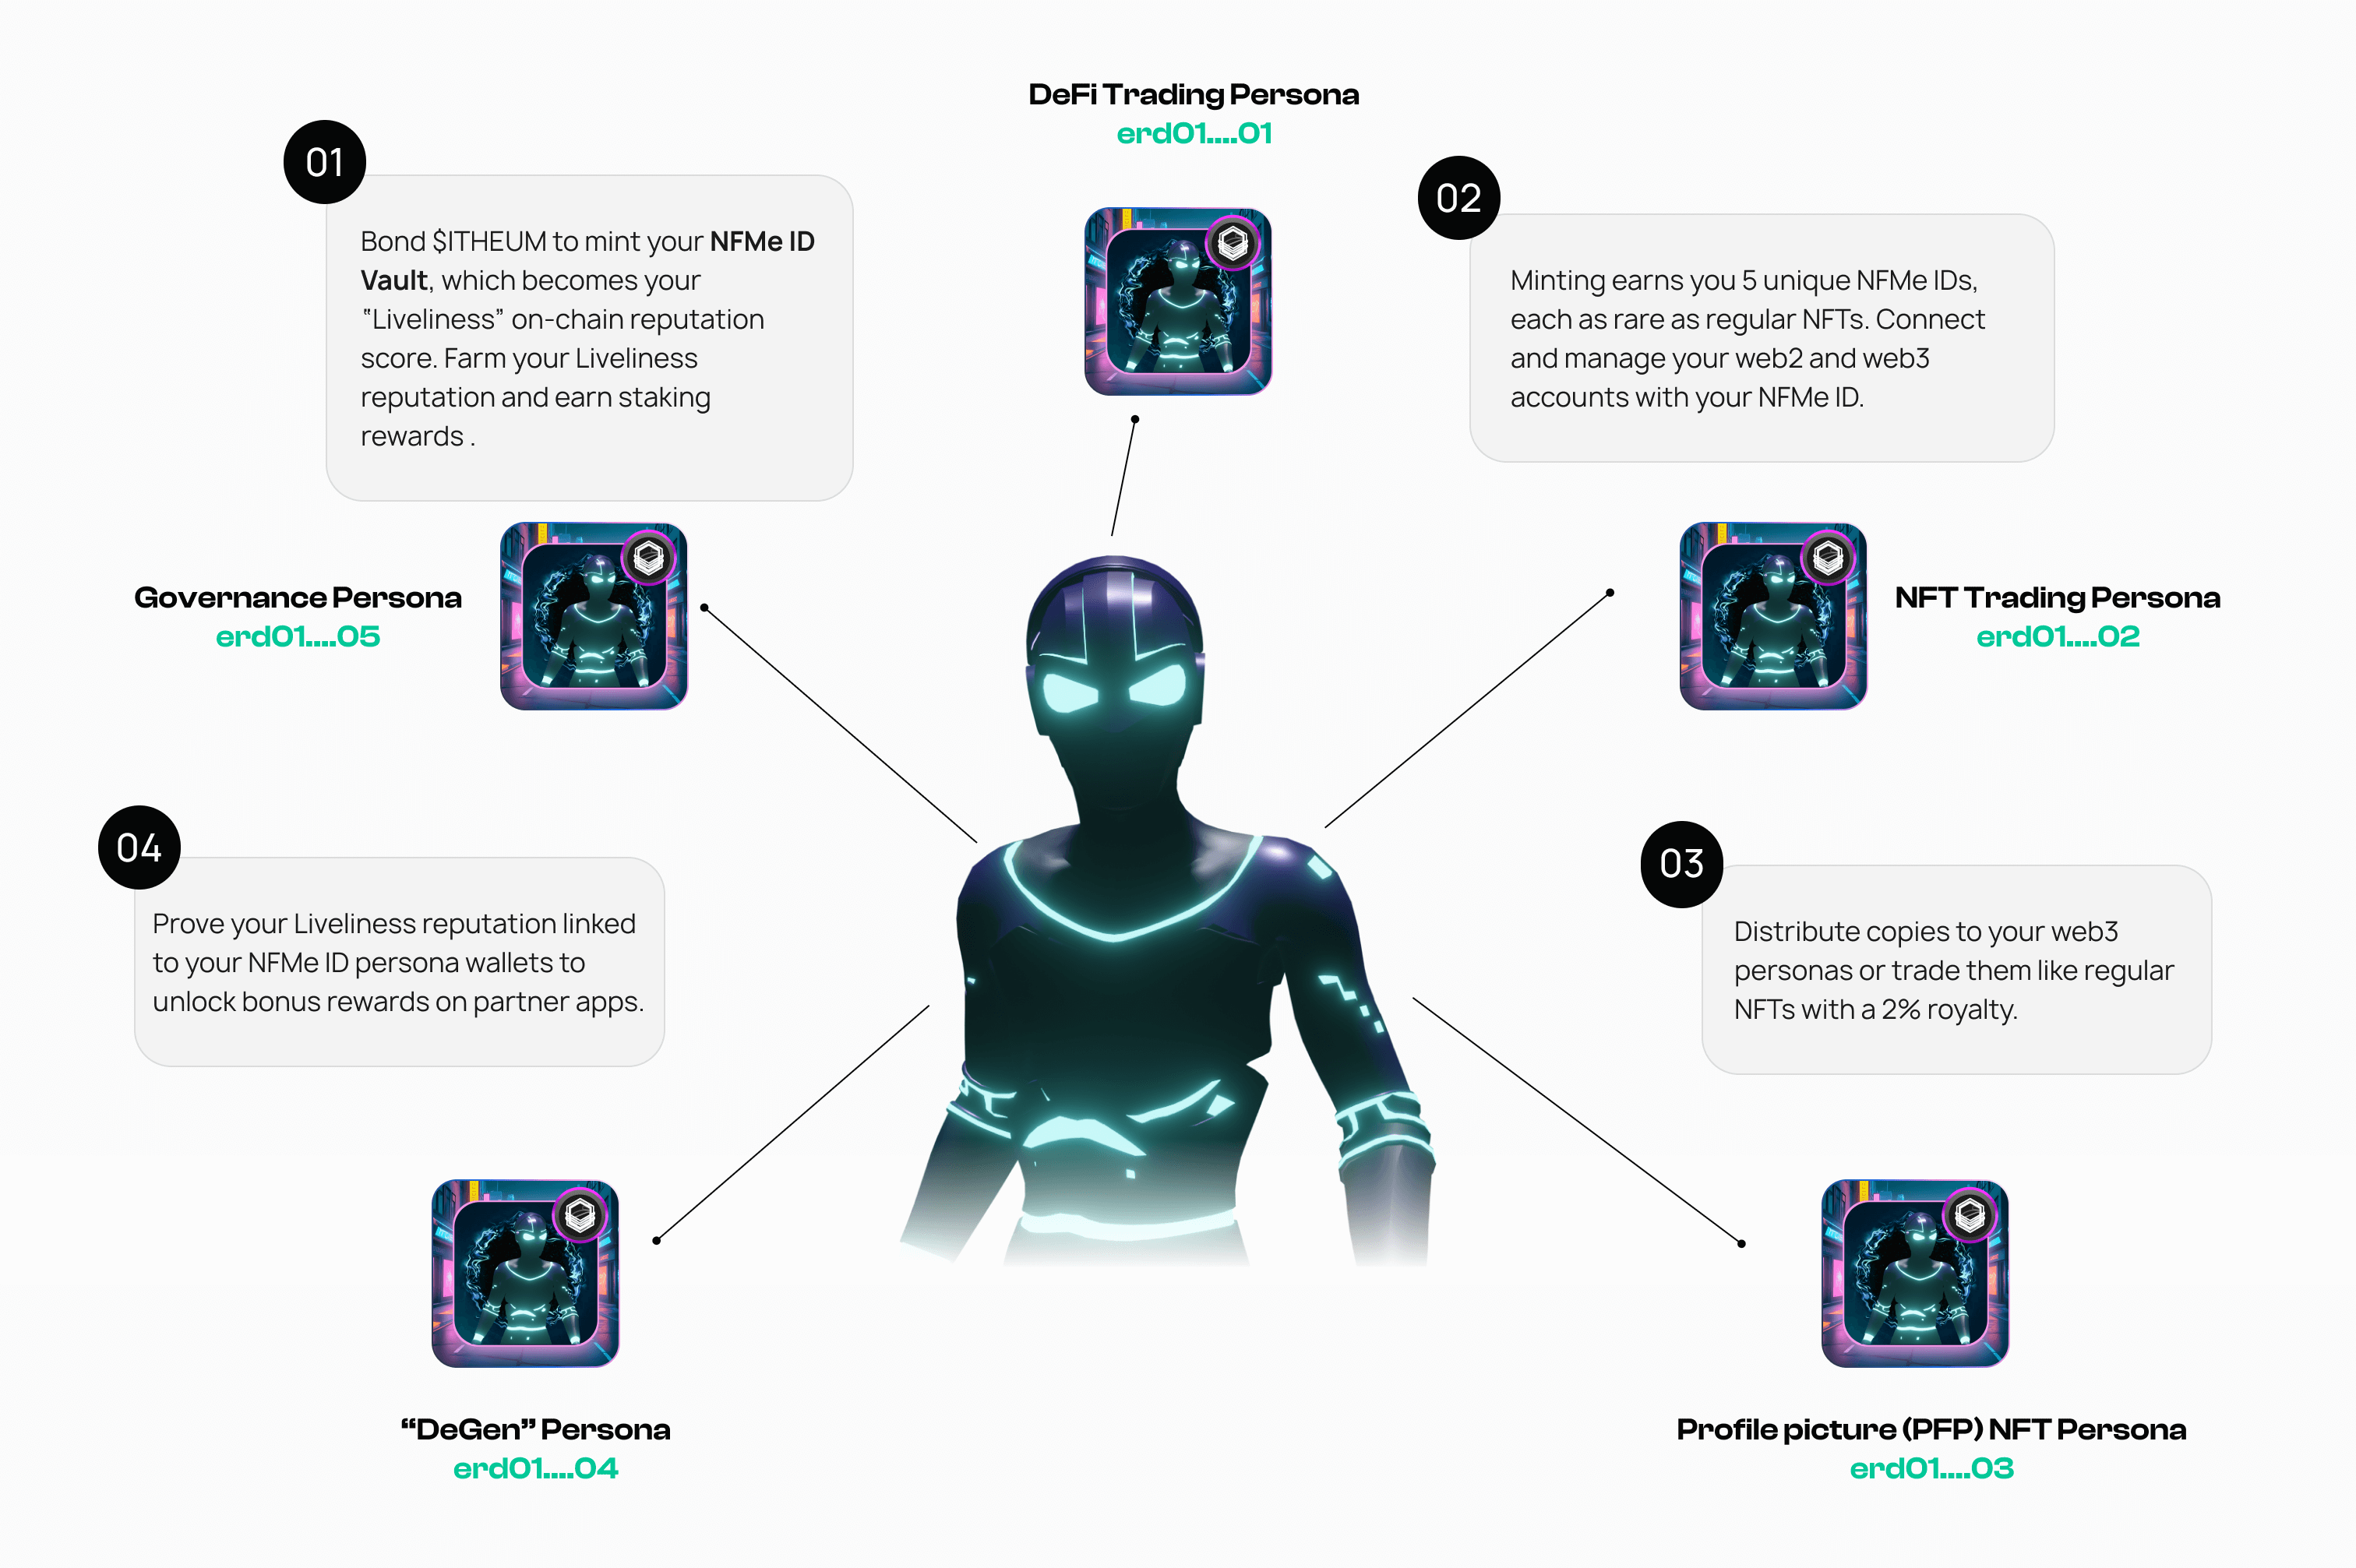 DeFi Trading Persona
erd01....01
01
Bond $ITHEUM to mint your NFMe ID
Vault, which becomes your
“Liveliness” on-chain reputation
score. Farm your Liveliness
reputation and earn staking
rewards .
02
Minting earns you 5 unique NFMe IDs,
each as rare as regular NFTs. Connect
and manage your web2 and web3
accounts with your NFMe ID.
Governance Persona
erd01....05
NFT Trading Persona
erd01....02
04
Prove your Liveliness reputation linked
to your NFMe ID persona wallets to
unlock bonus rewards on partner apps.
03
Distribute copies to your web3
personas or trade them like regular
NFTs with a 2% royalty.
“DeGen” Persona
erd01....04
Profile picture (PFP) NFT Persona
erd01....03